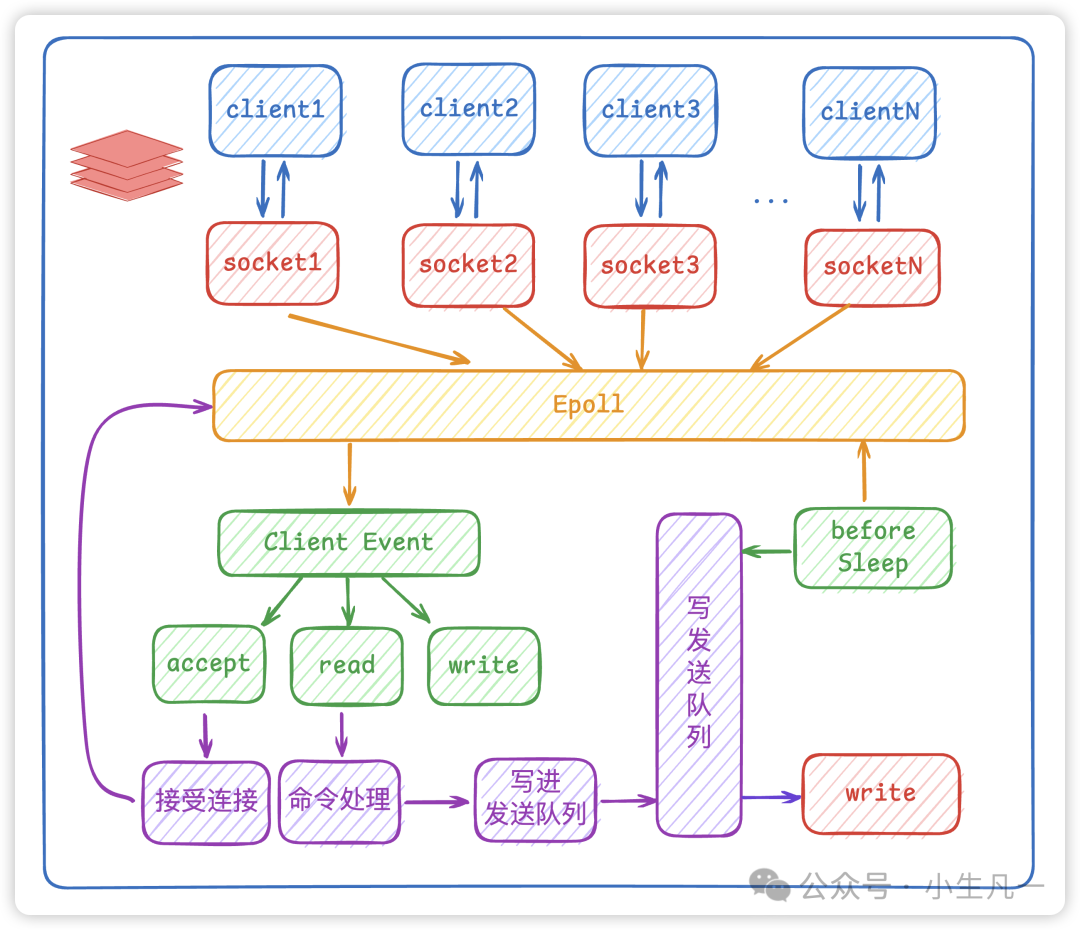 client1
client2
client3
clientN
...
socket1
socket2
socket3
socketN
Epoll
Client Event
before
Sleep
写
发
送
队
列
accept
read
write
接受连接
命令处理
写进
发送队列
write
公众号 · 小生凡一